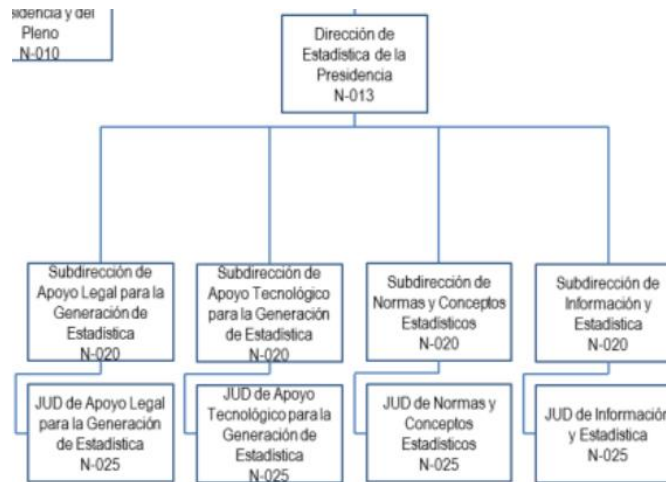 Pleno
N-010
Dirección de
Estadística de la
Presidencia
N-013
Subdirección de
Apoyo Legal para la
Generación de
Estadística
N-020
Subdirección de
Apoyo Tecnológico
para la Generación
de Estadística
N-020
Subdirección de
Normas y Conceptos
Estadísticos
N-020
Subdirección de
Información y
Estadística
N-020
JUD de Apoyo Legal
para la Generación
de Estadística
N-025
JUD de Apoyo
Tecnológico para la
Generación de
Estadística
N-025
JUD de Normas y
Conceptos
Estadísticos
N-025
JUD de Información
y Estadística
N-025